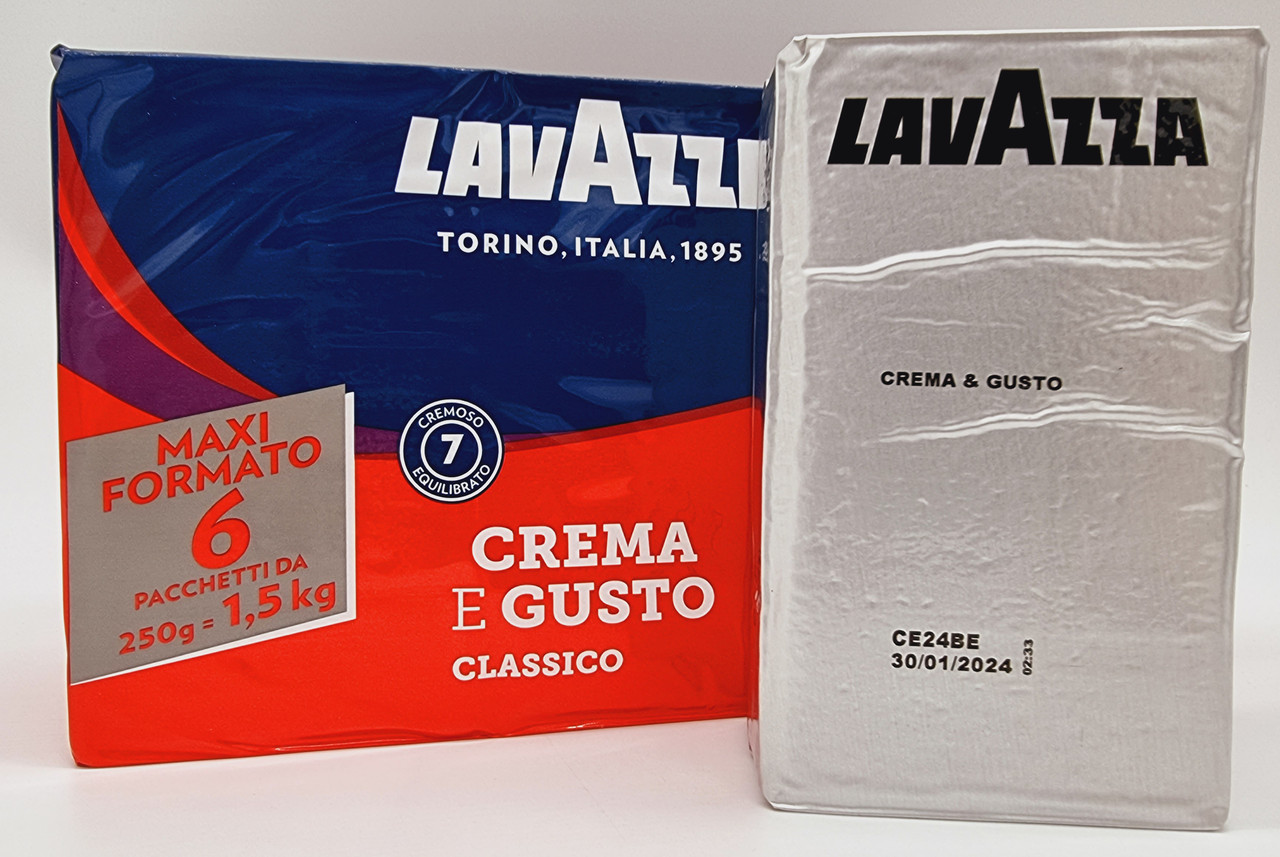 LAVAZZ
TORINO, ITALIA, 1895
CREMOSO
7
EQUILIBRATO
MAXI
FORMATO
6
PACCHETTI DA
250g = 1,5 kg
CREMA
E GUSTO
CLASSICO
LAVAZZA
CREMA & GUSTO
CE24BE
30/01/2024
02:33